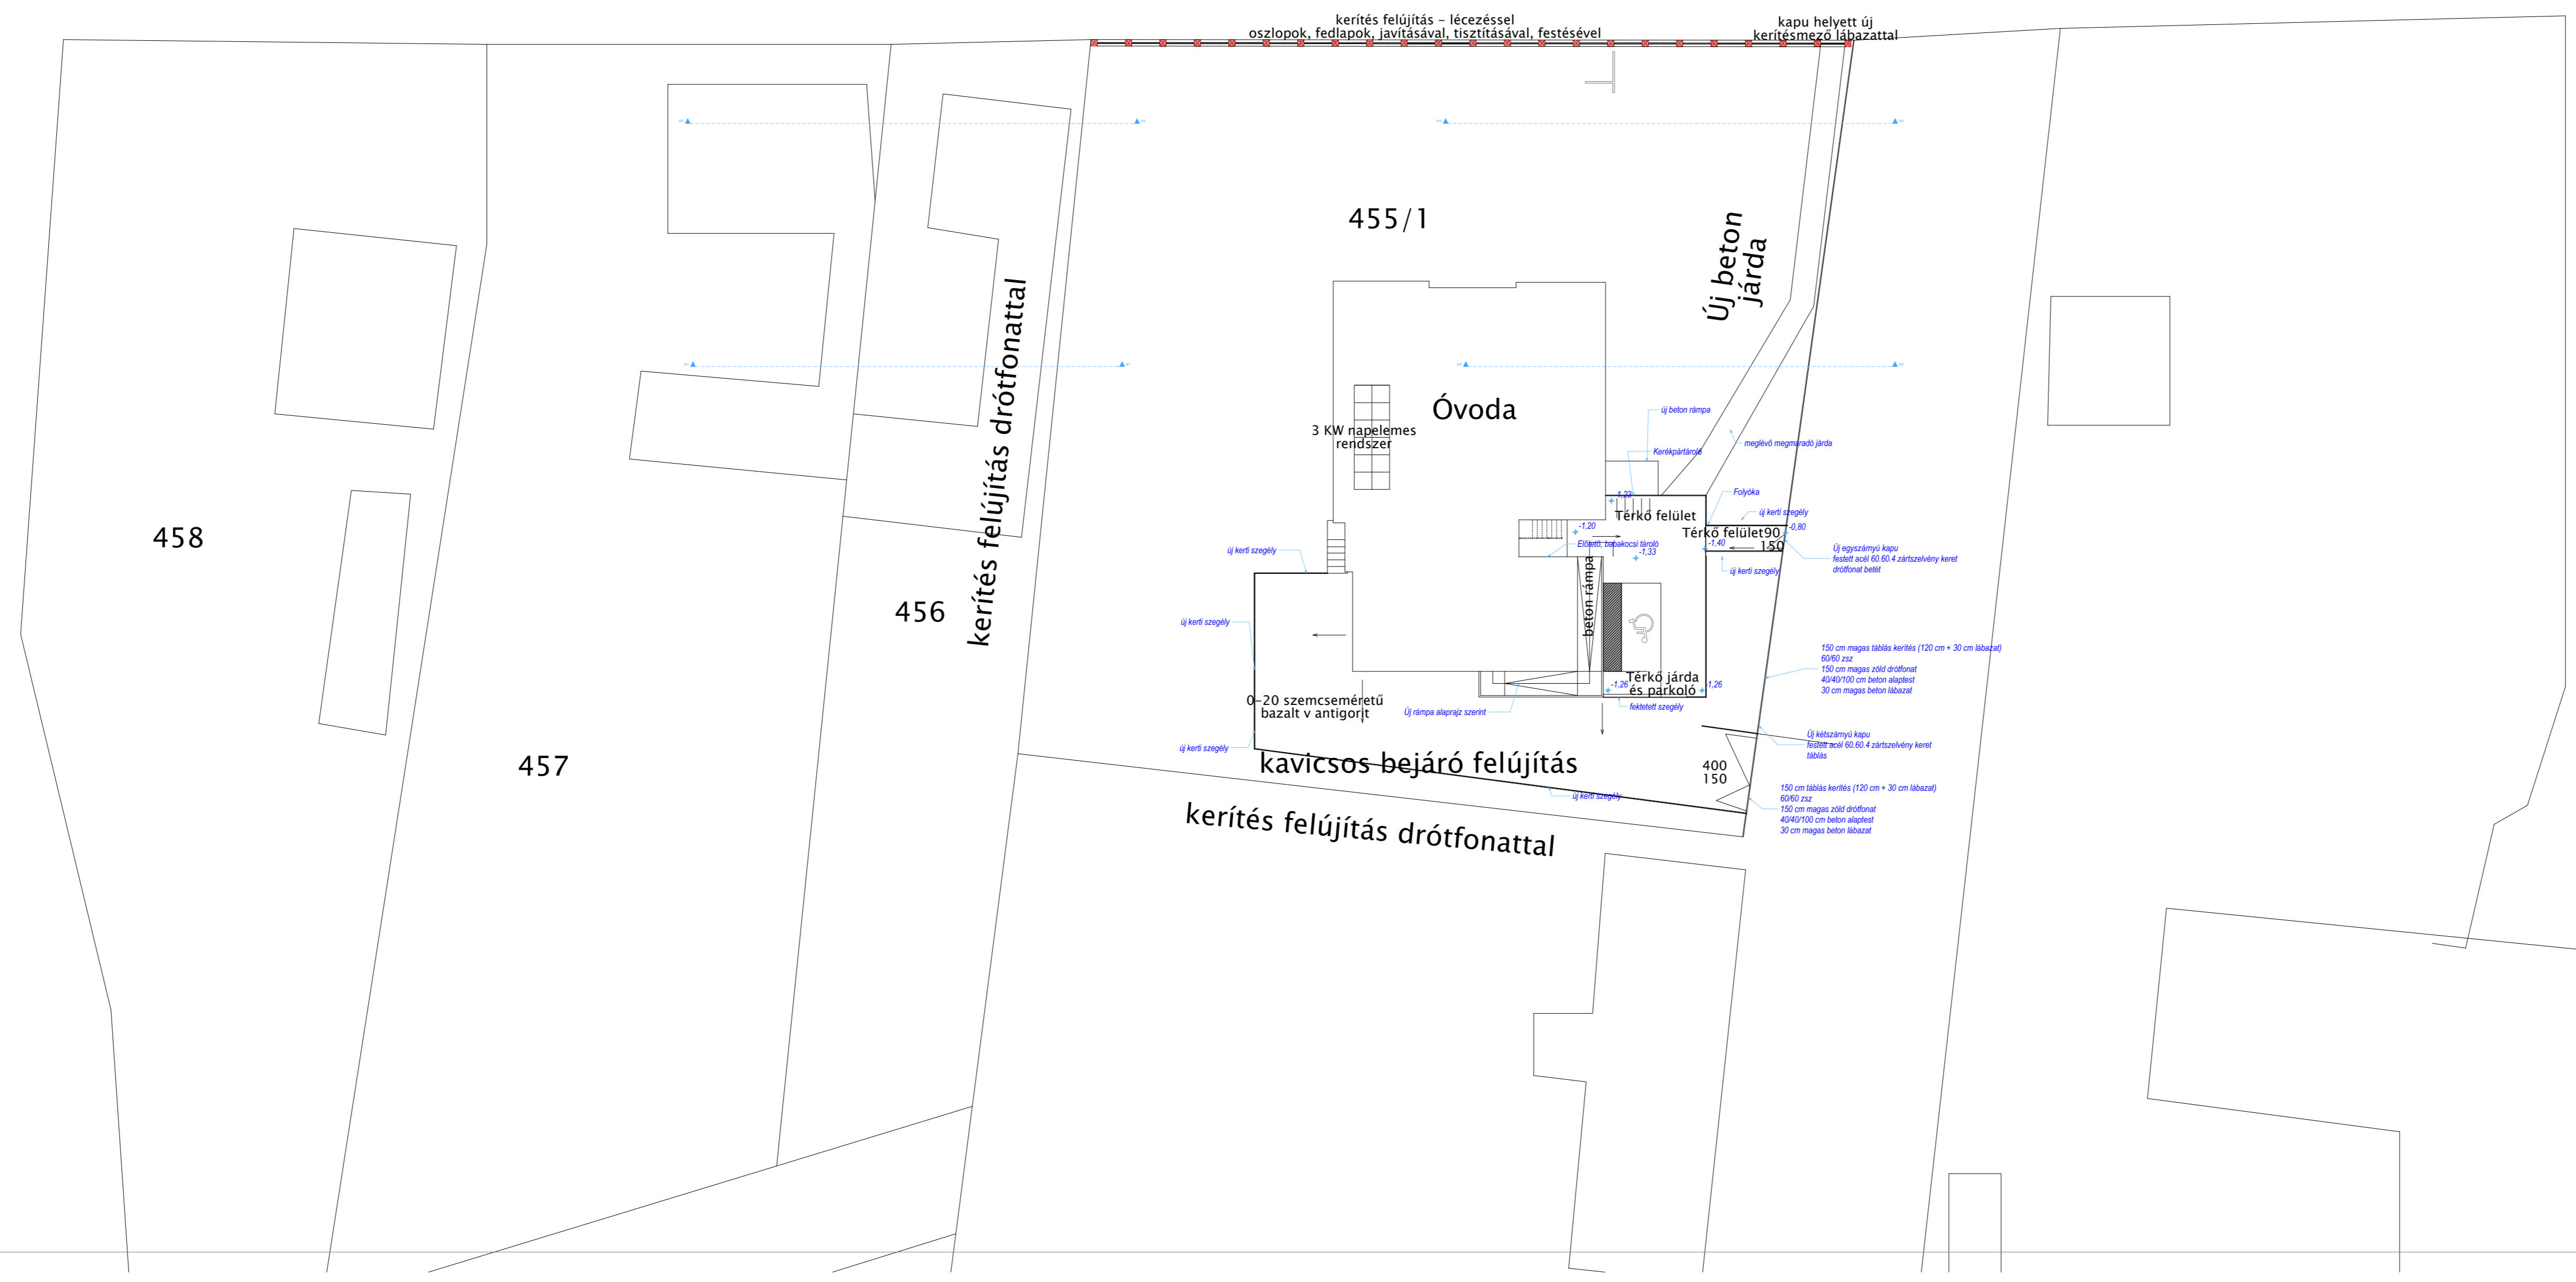 kerítés felújítás - lécezéssel
oszlopok, fedlapok, javításával, tisztításával, festésével
kapu helyett új
kerítésmező lábazattal
455/1
Új beton
járda
kerítés felújítás drótfonattal
Óvoda
3 KW napelemes
rendszer
új beton rámpa
meglévő megmaradó járda
Kerékpártároló
-1,23
Folyóka
új kerti szegély
Térkő felület
-1,20
-0,80
Térkő felület
90
150
-1,40
Előtető, babakocsi tároló
-1,33
Új egyszárnyú kapu
festett acél 60.60.4 zártszelvény keret
drótfonat betét
új kerti szegély
új kerti szegély
458
456
457
beton rámpa
új kerti szegély
150 cm magas táblás kerítés (120 cm + 30 cm lábazat)
60/60 zsz
150 cm magas zöld drótfonat
40/40/100 cm beton alaptest
30 cm magas beton lábazat
Térkő járda
és parkoló
-1,26
-1,26
0-20 szemcseméretű
bazalt v antigorit
Új rámpa alaprajz szerint
fektetett szegély
új kerti szegély
Új kétszárnyú kapu
festett acél 60.60.4 zártszelvény keret
táblás
kavicsos bejáró felújítás
400
150
új kerti szegély
150 cm táblás kerítés (120 cm + 30 cm lábazat)
60/60 zsz
150 cm magas zöld drótfonat
40/40/100 cm beton alaptest
30 cm magas beton lábazat
kerítés felújítás drótfonattal